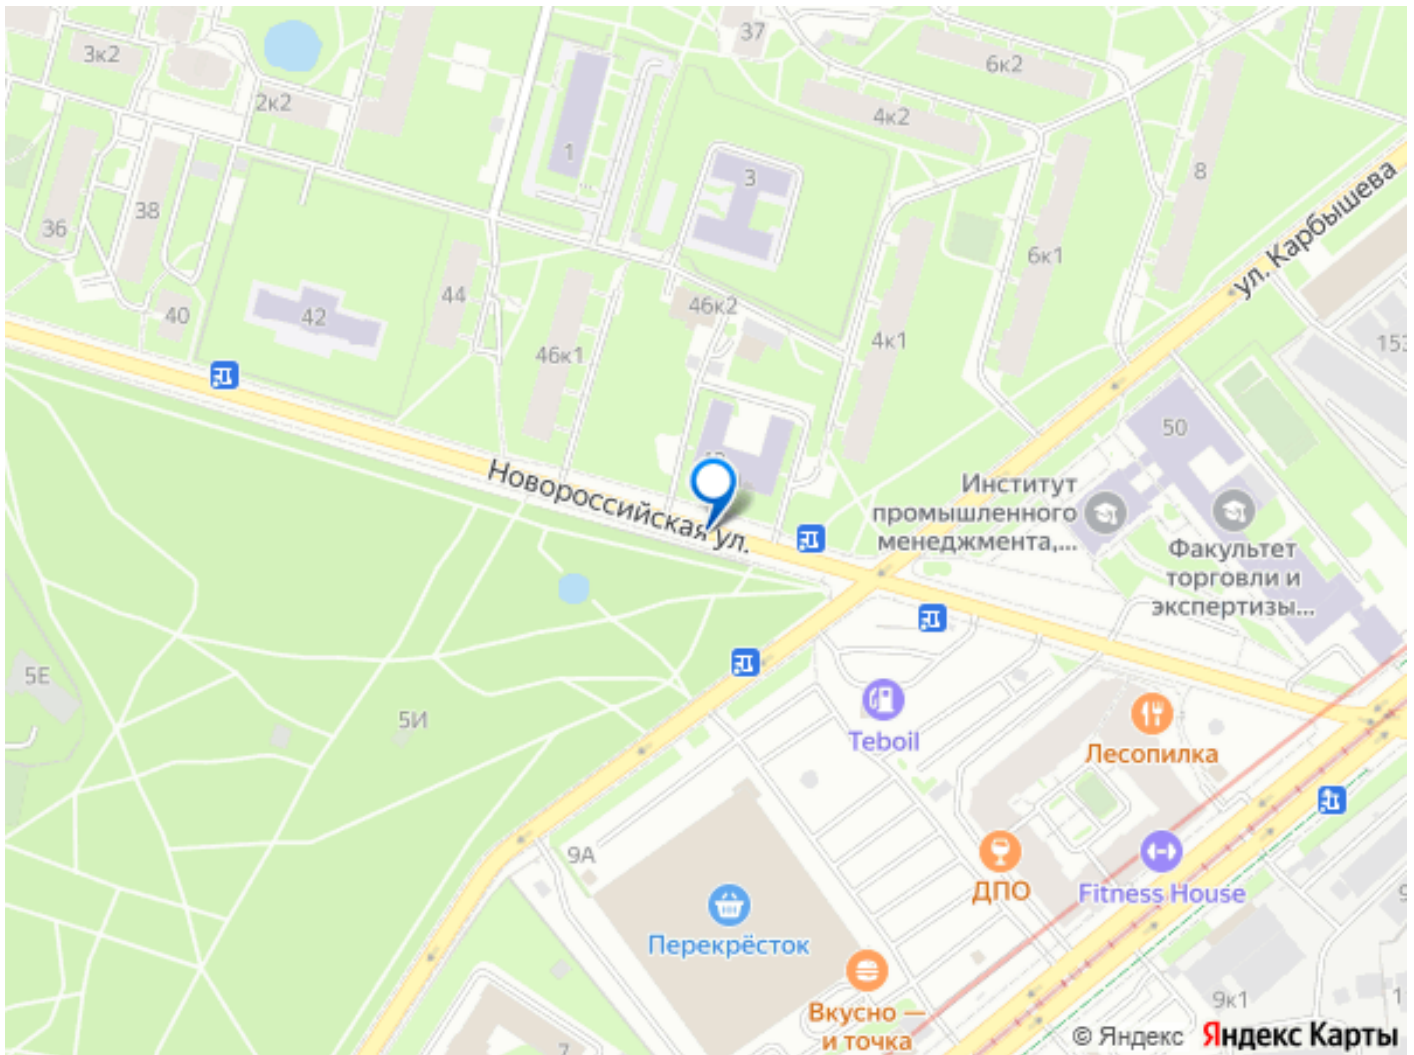 37
3к2
6к2
2к2
4к2
1
3
8
38
36
ул. Карбышева
6к1
44
46к2
40
42
46к1
4к1
153
50
Новороссийская ул.
Институт
промышленного
менеджмента,...
Факультет
торговли и
экспертизы...
5Е
5И
Teboil
Лесопилка
9А
ДПО
Fitness House
Перекрёсток
9к1
Вкусно —
и точка
7
© Яндекс Яндекс Карты